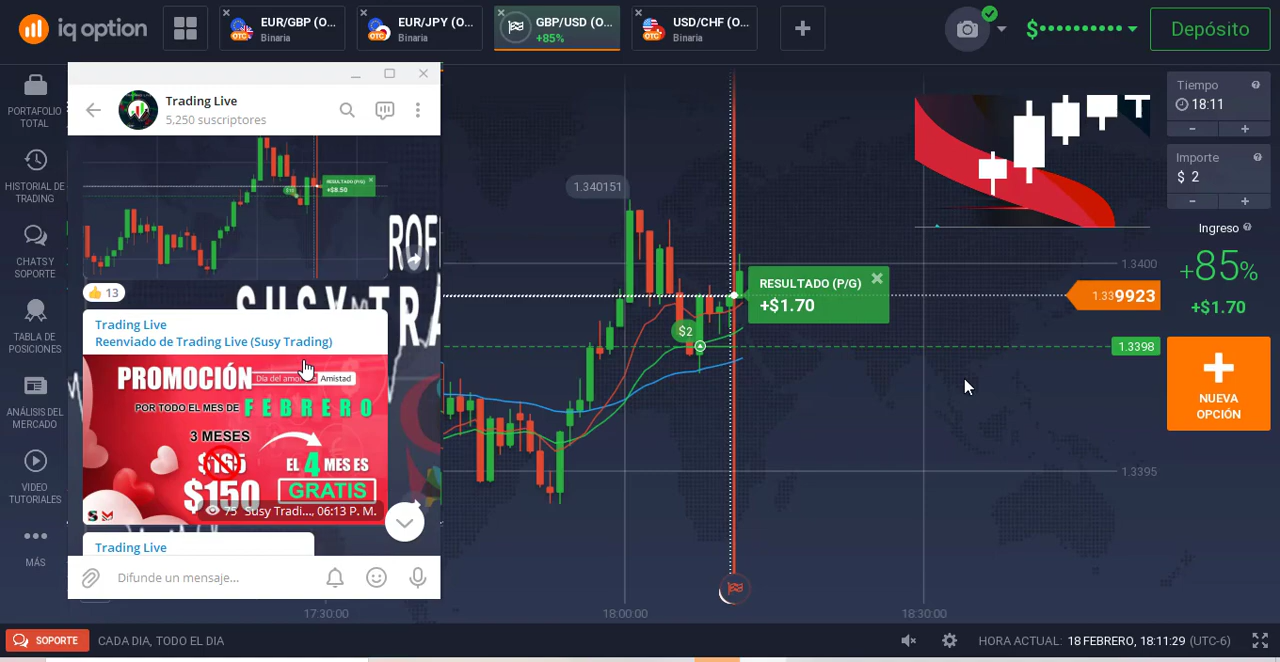 iq option
EUR/GBP (O...
Binaria
EUR/JPY (O...
Binaria
GBP/USD (O...
+85%
USD/CHF (O...
Binaria
$••••••••••
Depósito
PORTAFOLIO
TOTAL
HISTORIAL DE
TRADING
CHATS Y
SOPORTE
TABLA DE
POSICIONES
ANÁLISIS DEL
MERCADO
VIDEO
TUTORIALES
MÁS
Trading Live
5,250 suscriptores
RESULTADO (P/G)
+$8.50
ROF
SUSY TRA
13
Trading Live
Reenviado de Trading Live (Susy Trading)
PROMOCIÓN
Día del amor
Amistad
POR TODO EL MES DE FEBRERO
3 MESES
$165
$150
EL 4 MES ES
GRATIS
75 Susy Tradi..., 06:13 P. M.
Trading Live
Difunde un mensaje...
1.340151
RESULTADO (P/G)
+$1.70
$2
1.3400
1.339923
1.3398
1.3395
17:30:00
18:00:00
18:30:00
Tiempo
18:11
- +
Importe
$ 2
- +
Ingreso
+85%
+$1.70
NUEVA
OPCIÓN
SOPORTE
CADA DIA, TODO EL DIA
HORA ACTUAL: 18 FEBRERO, 18:11:29 (UTC-6)